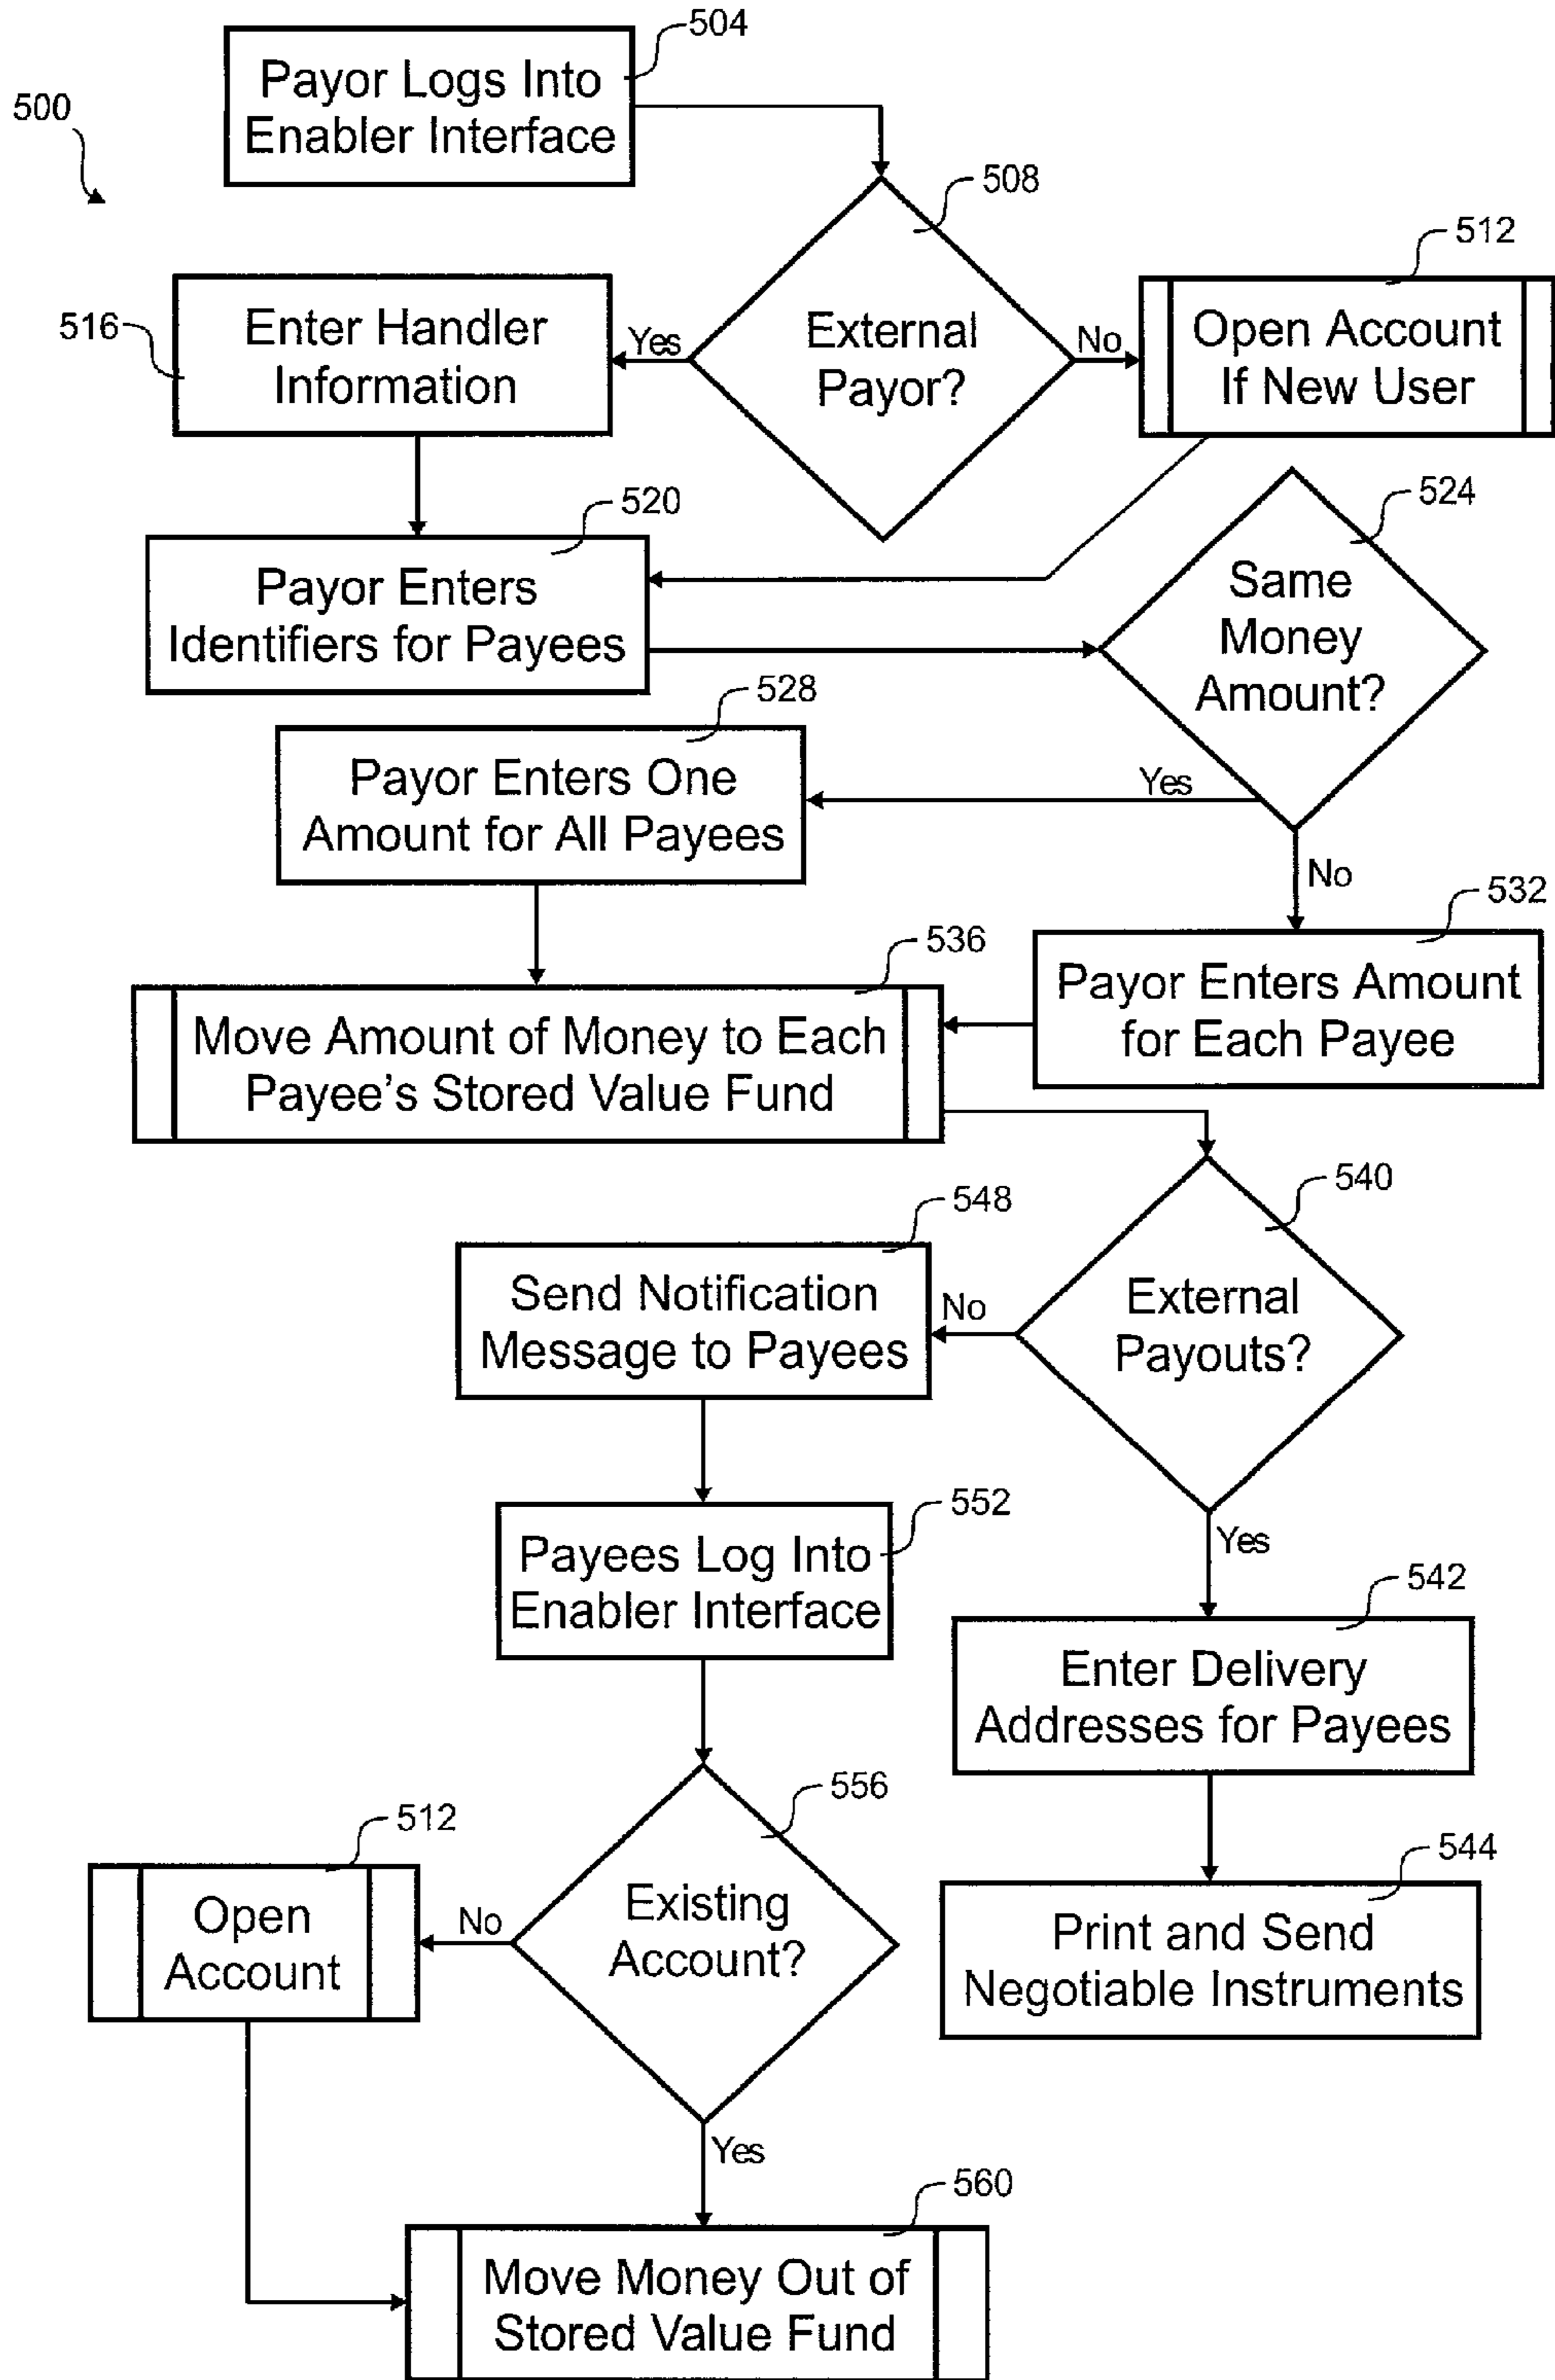 504
Payor Logs Into
Enabler Interface
500
508
512
External
Payor?
Yes
No
516
Enter Handler
Information
Open Account
If New User
520
Payor Enters
Identifiers for Payees
524
Same
Money
Amount?
528
Payor Enters One
Amount for All Payees
Yes
No
532
Payor Enters Amount
for Each Payee
536
Move Amount of Money to Each
Payee's Stored Value Fund
540
External
Payouts?
548
Send Notification
Message to Payees
No
Yes
552
Payees Log Into
Enabler Interface
542
Enter Delivery
Addresses for Payees
556
Existing
Account?
544
Print and Send
Negotiable Instruments
512
Open
Account
No
Yes
560
Move Money Out of
Stored Value Fund